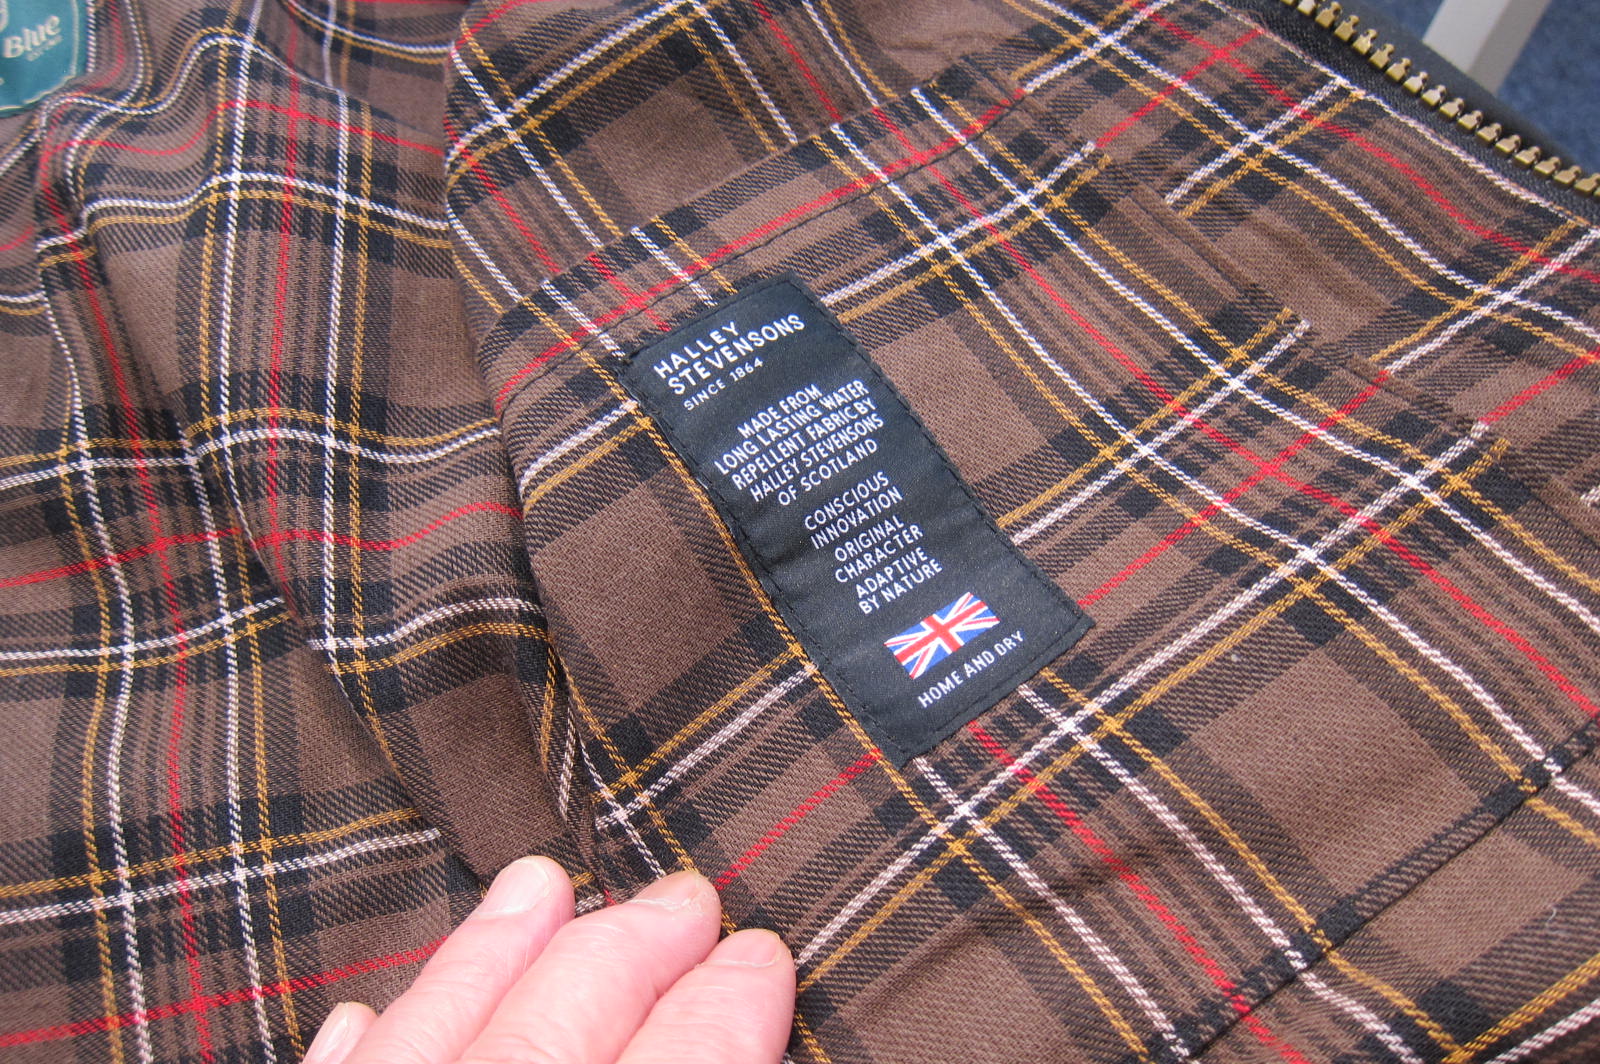 Blue
HALLEY
STEVENSONS
SINCE 1864
MADE FROM
LONG LASTING WATER
REPELLENT FABRIC BY
HALLEY STEVENSONS
OF SCOTLAND
CONSCIOUS
INNOVATION
ORIGINAL
CHARACTER
ADAPTIVE
BY NATURE
HOME AND DRY